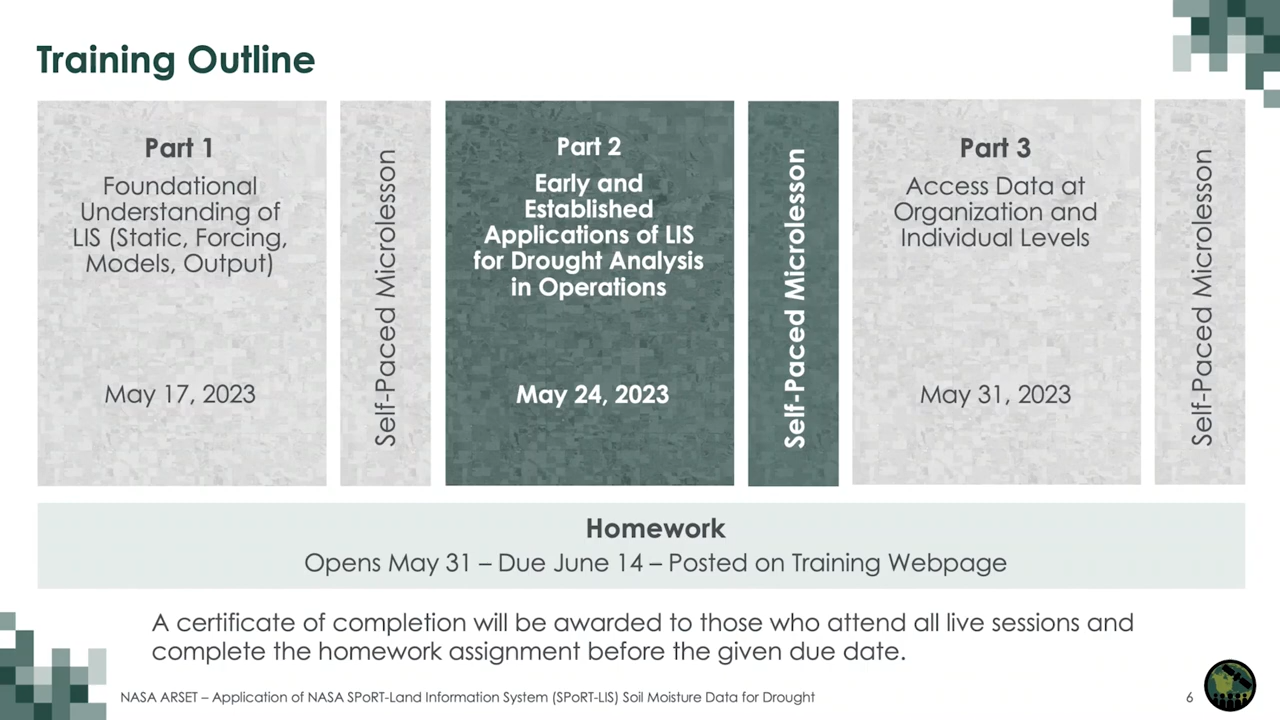 Training Outline
Part 1
Foundational
Understanding of
LIS (Static, Forcing,
Models, Output)
May 17, 2023
Self-Paced Microlesson
Part 2
Early and
Established
Applications of LIS
for Drought Analysis
in Operations
May 24, 2023
Self-Paced Microlesson
Part 3
Access Data at
Organization and
Individual Levels
May 31, 2023
Self-Paced Microlesson
Homework
Opens May 31 – Due June 14 – Posted on Training Webpage
A certificate of completion will be awarded to those who attend all live sessions and
complete the homework assignment before the given due date.
NASA ARSET – Application of NASA SPoRT-Land Information System (SPoRT-LIS) Soil Moisture Data for Drought
6